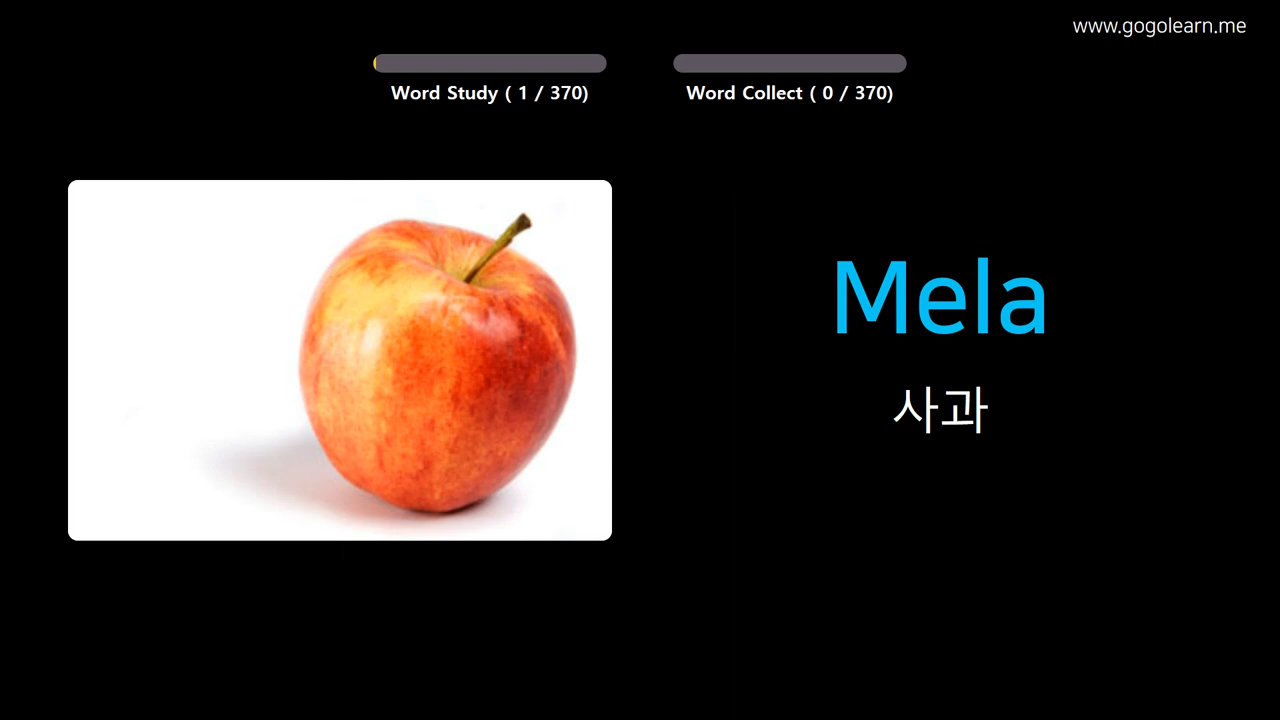 www.gogolearn.me
Word Study ( 1 / 370)
Word Collect ( 0 / 370)
Mela
사과